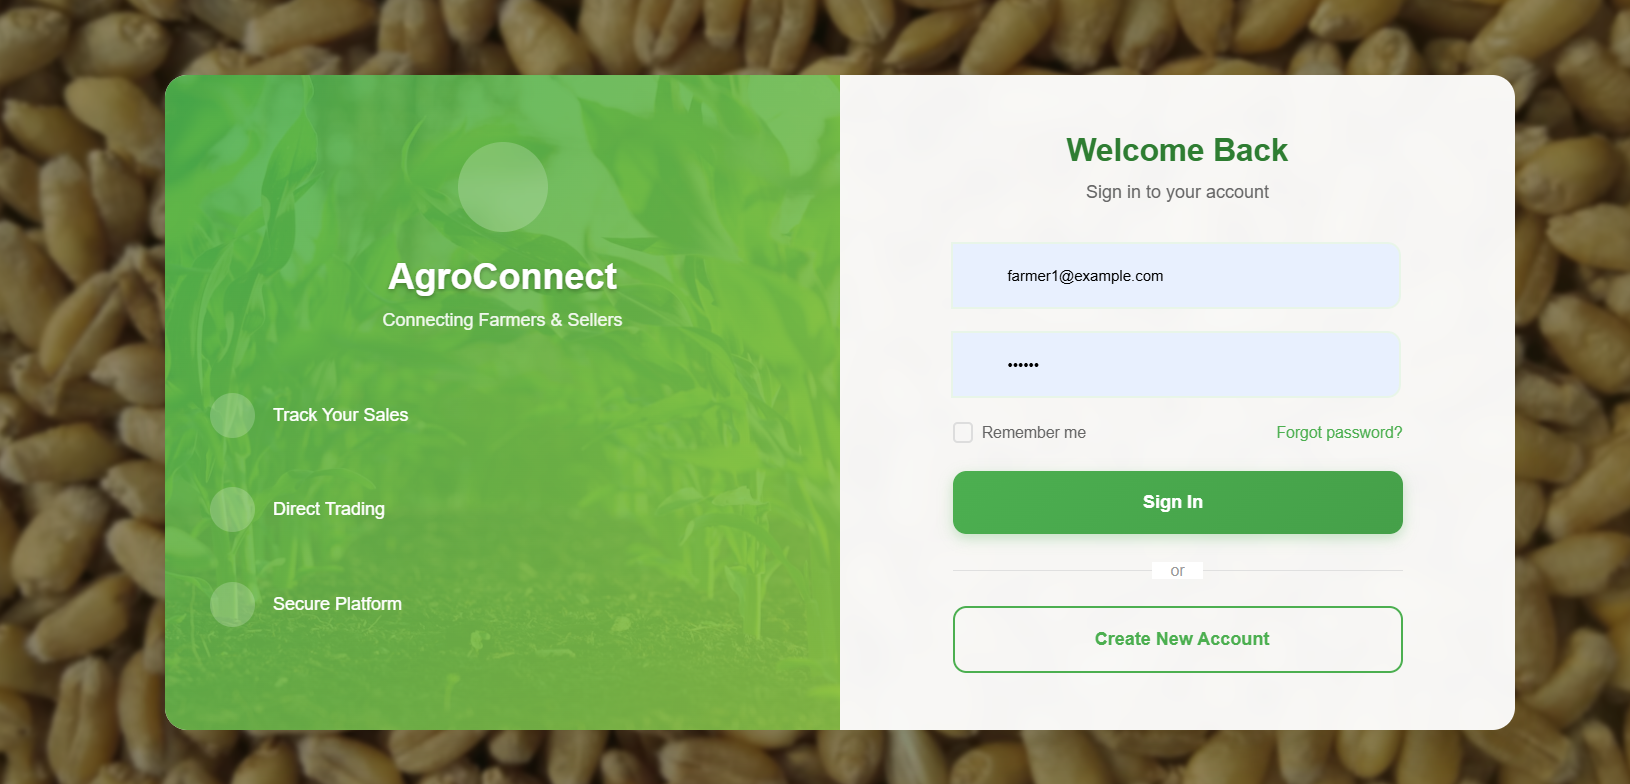 AgroConnect
Connecting Farmers & Sellers
Track Your Sales
Direct Trading
Secure Platform
Welcome Back
Sign in to your account
farmer1@example.com
••••••
Remember me
Forgot password?
Sign In
or
Create New Account